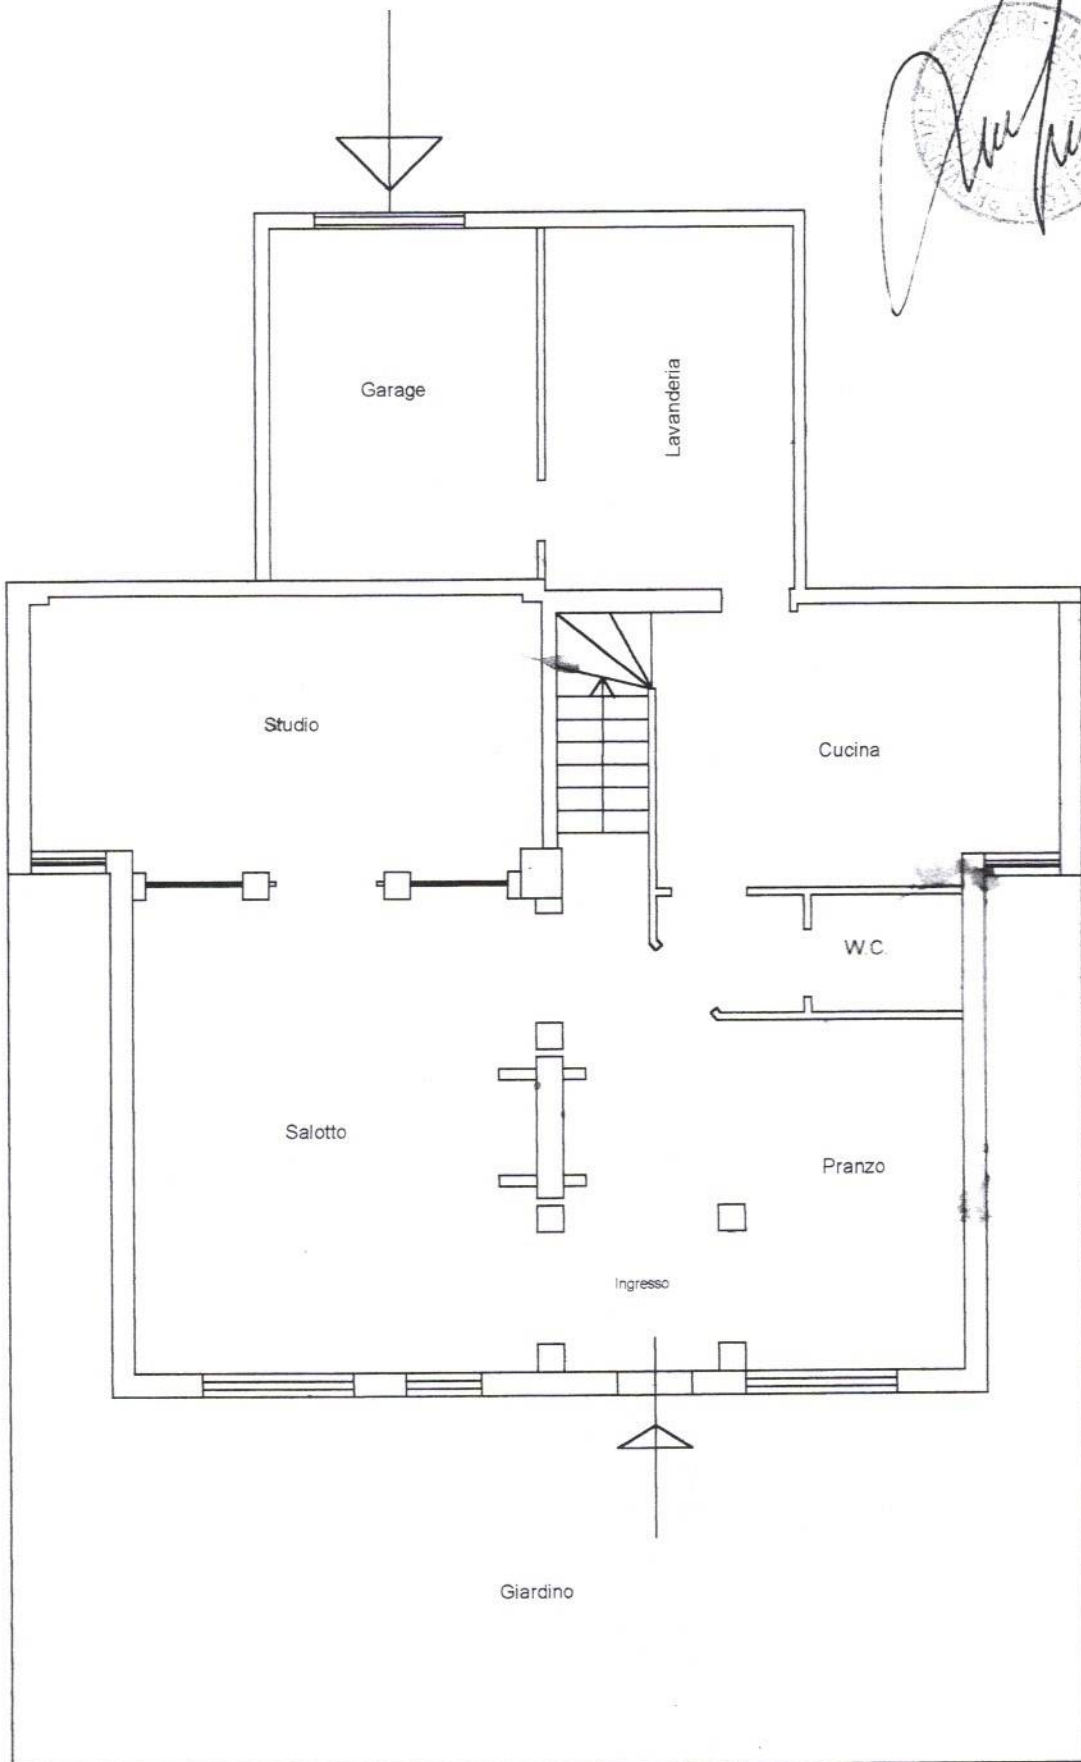 Garage
Lavanderia
Studio
Cucina
W.C.
Salotto
Pranzo
Ingresso
Giardino